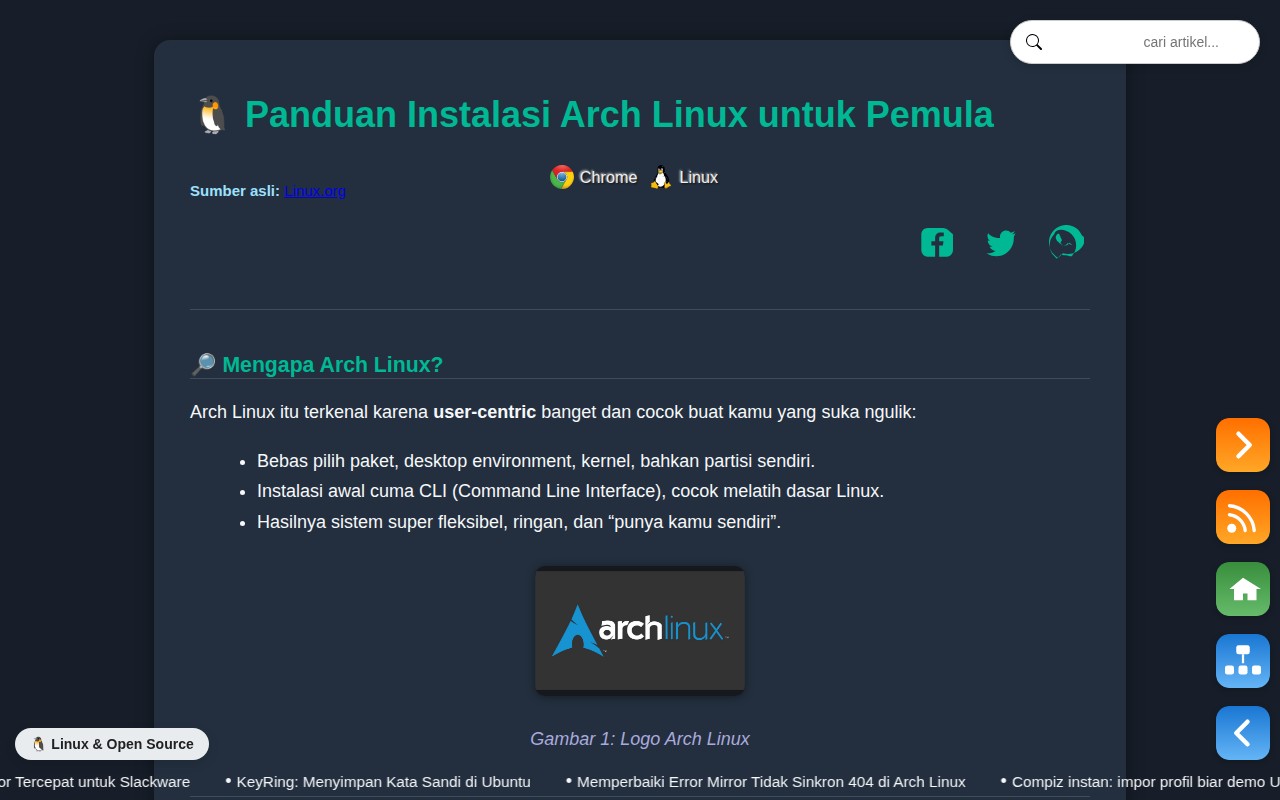 cari artikel...
Panduan Instalasi Arch Linux untuk Pemula
Chrome Linux
Sumber asli: Linux.org
Mengapa Arch Linux?
Arch Linux itu terkenal karena user-centric banget dan cocok buat kamu yang suka ngulik:
• Bebas pilih paket, desktop environment, kernel, bahkan partisi sendiri.
• Instalasi awal cuma CLI (Command Line Interface), cocok melatih dasar Linux.
• Hasilnya sistem super fleksibel, ringan, dan “punya kamu sendiri”.
archlinux
Gambar 1: Logo Arch Linux
Linux & Open Source
or Tercepat untuk Slackware • KeyRing: Menyimpan Kata Sandi di Ubuntu • Memperbaiki Error Mirror Tidak Sinkron 404 di Arch Linux • Compiz instan: impor profil biar demo U